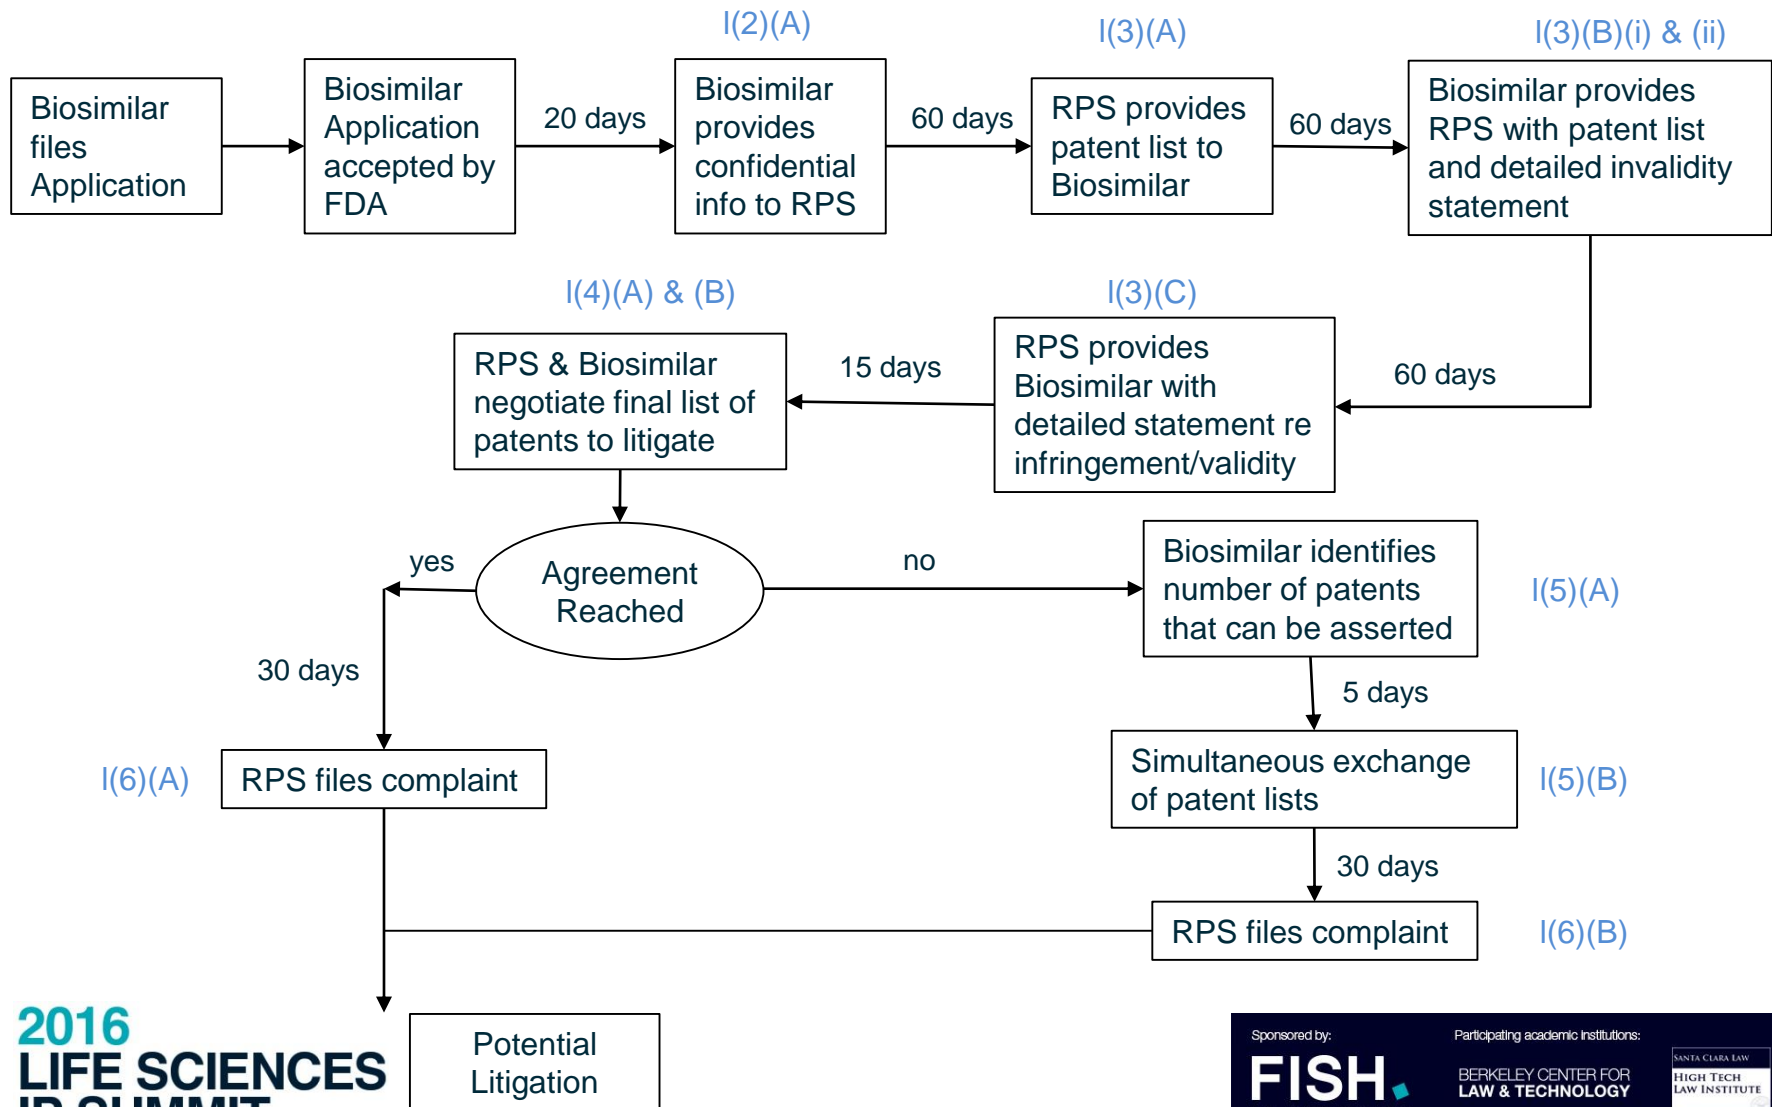 l(2)(A)
l(3)(A)
l(3)(B)(i) & (ii)
Biosimilar
files
Application
Biosimilar
Application
accepted by
FDA
20 days
Biosimilar
provides
confidential
info to RPS
60 days
RPS provides
patent list to
Biosimilar
60 days
Biosimilar provides
RPS with patent list
and detailed invalidity
statement
60 days
l(3)(C)
RPS provides
Biosimilar with
detailed statement re
infringement/validity
15 days
l(4)(A) & (B)
RPS & Biosimilar
negotiate final list of
patents to litigate
Agreement
Reached
yes
no
30 days
l(6)(A)
RPS files complaint
Biosimilar identifies
number of patents
that can be asserted
l(5)(A)
5 days
Simultaneous exchange
of patent lists
l(5)(B)
30 days
RPS files complaint
l(6)(B)
Potential
Litigation
2016
LIFE SCIENCES
IP SUMMIT
Sponsored by:
FISH
Participating academic institutions:
BERKELEY CENTER FOR
LAW & TECHNOLOGY
SANTA CLARA LAW
HIGH TECH
LAW INSTITUTE